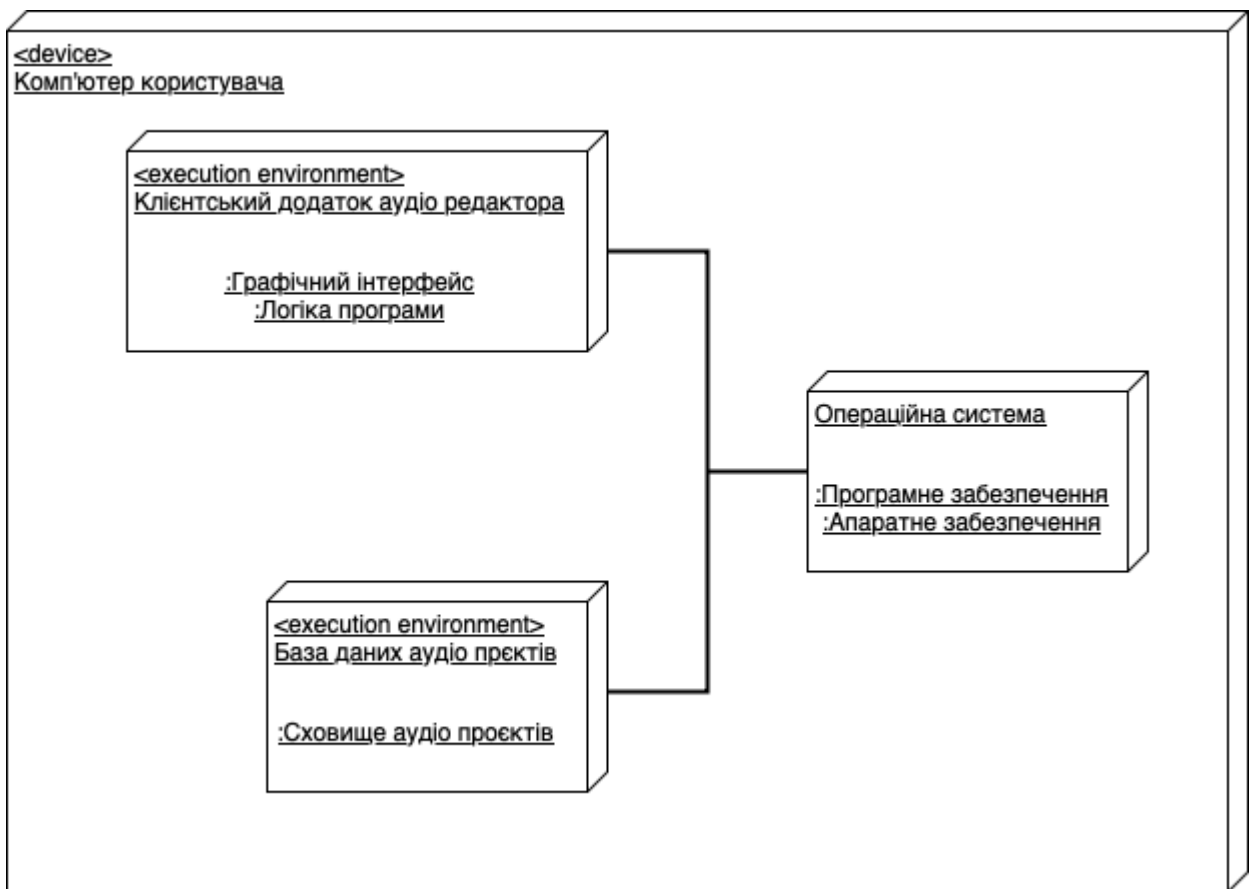 <device>
Комп'ютер користувача
<execution environment>
Клієнтський додаток аудіо редактора
:Графічний інтерфейс
:Логіка програми
Операційна система
:Програмне забезпечення
:Апаратне забезпечення
<execution environment>
База даних аудіо прєктів
:Сховище аудіо проєктів